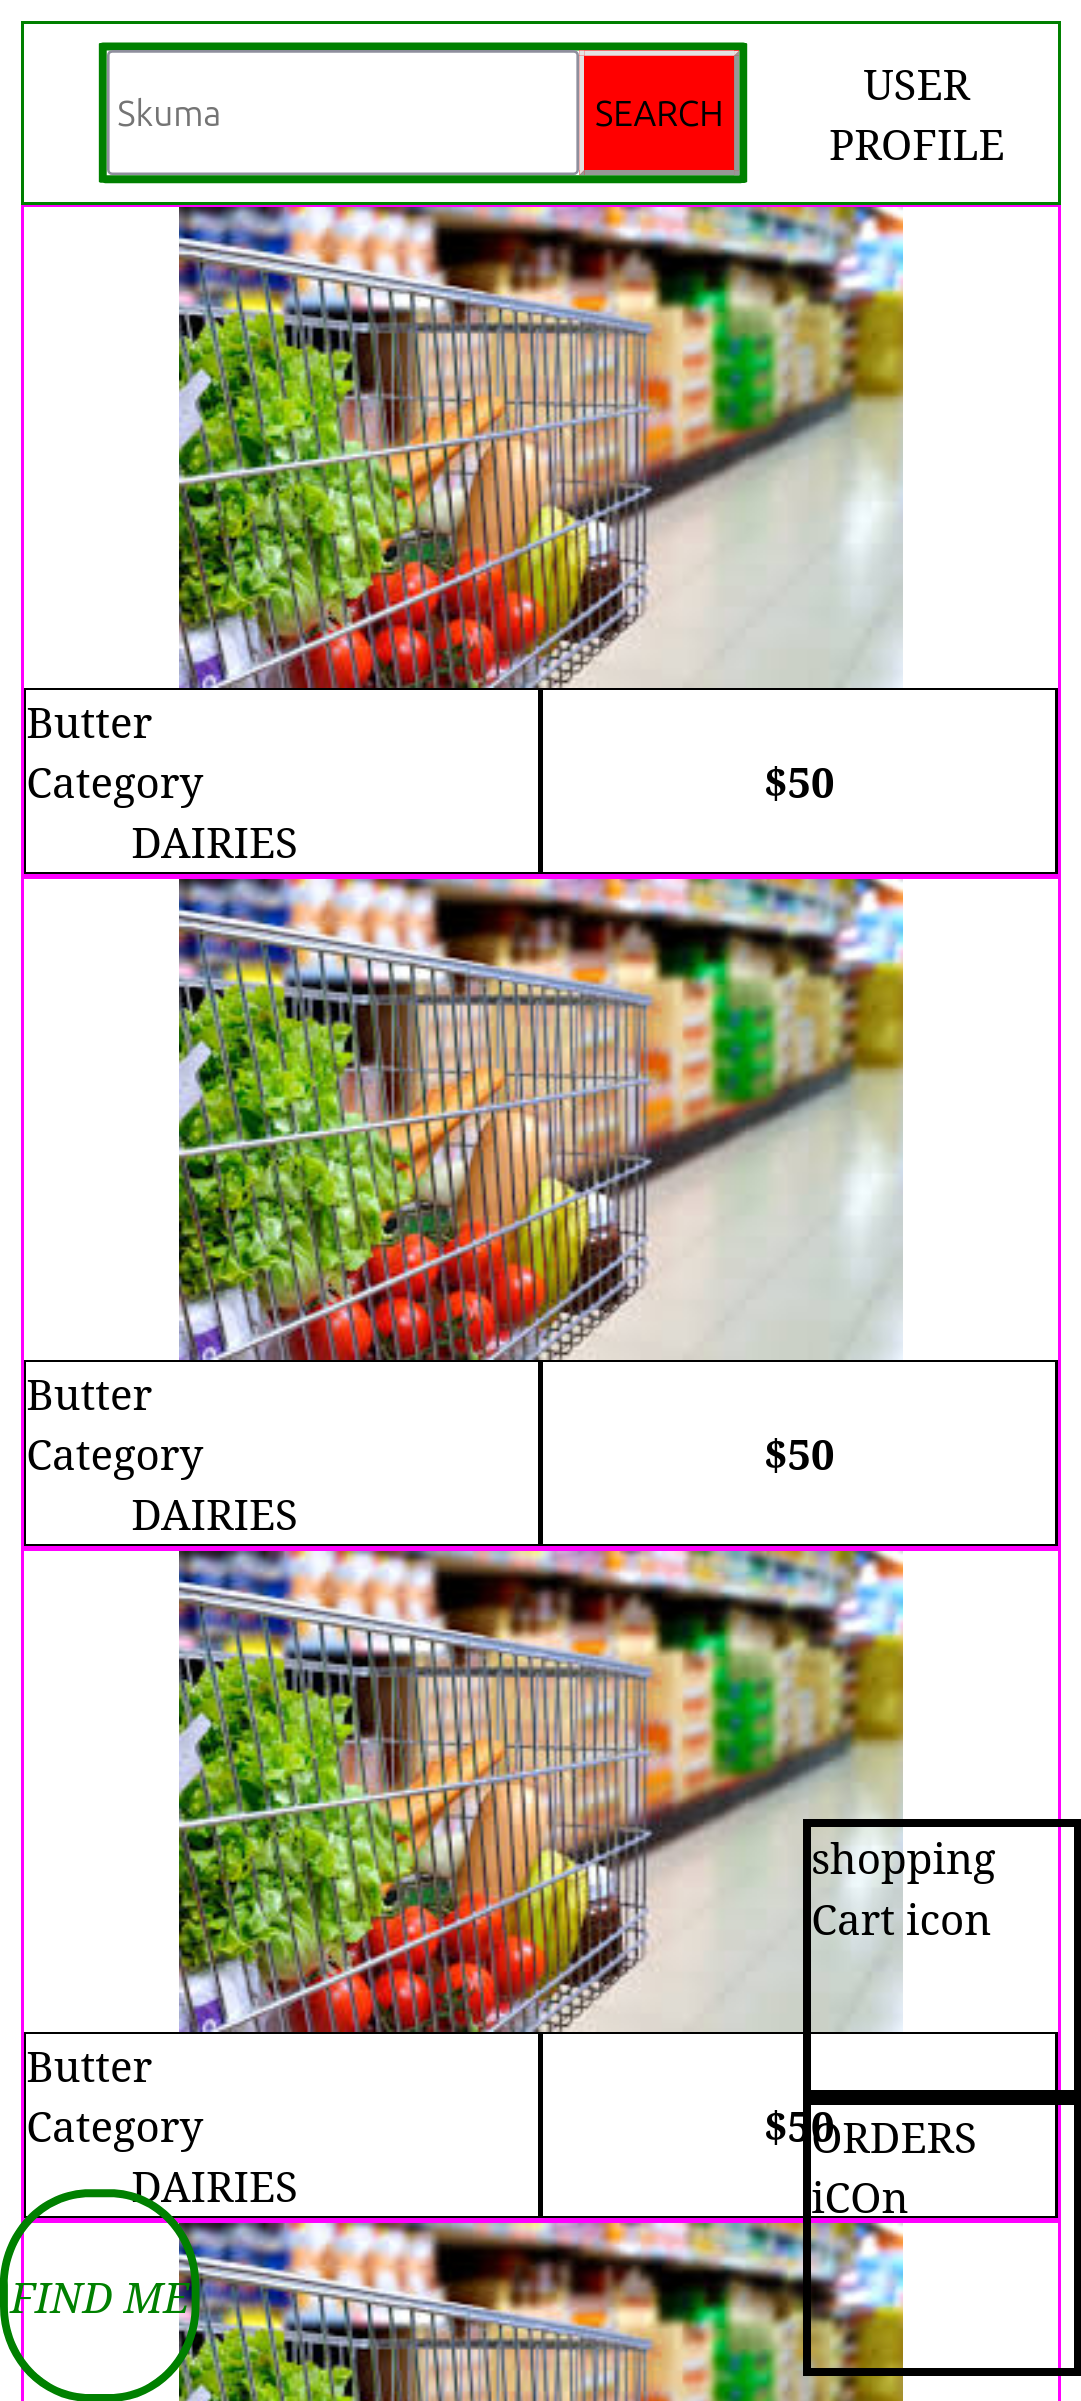 Skuma
SEARCH
USER
PROFILE
Butter
Category
DAIRIES
$50
Butter
Category
DAIRIES
$50
shopping
Cart icon
Butter
Category
DAIRIES
$50
ORDERS
iCOn
FIND ME